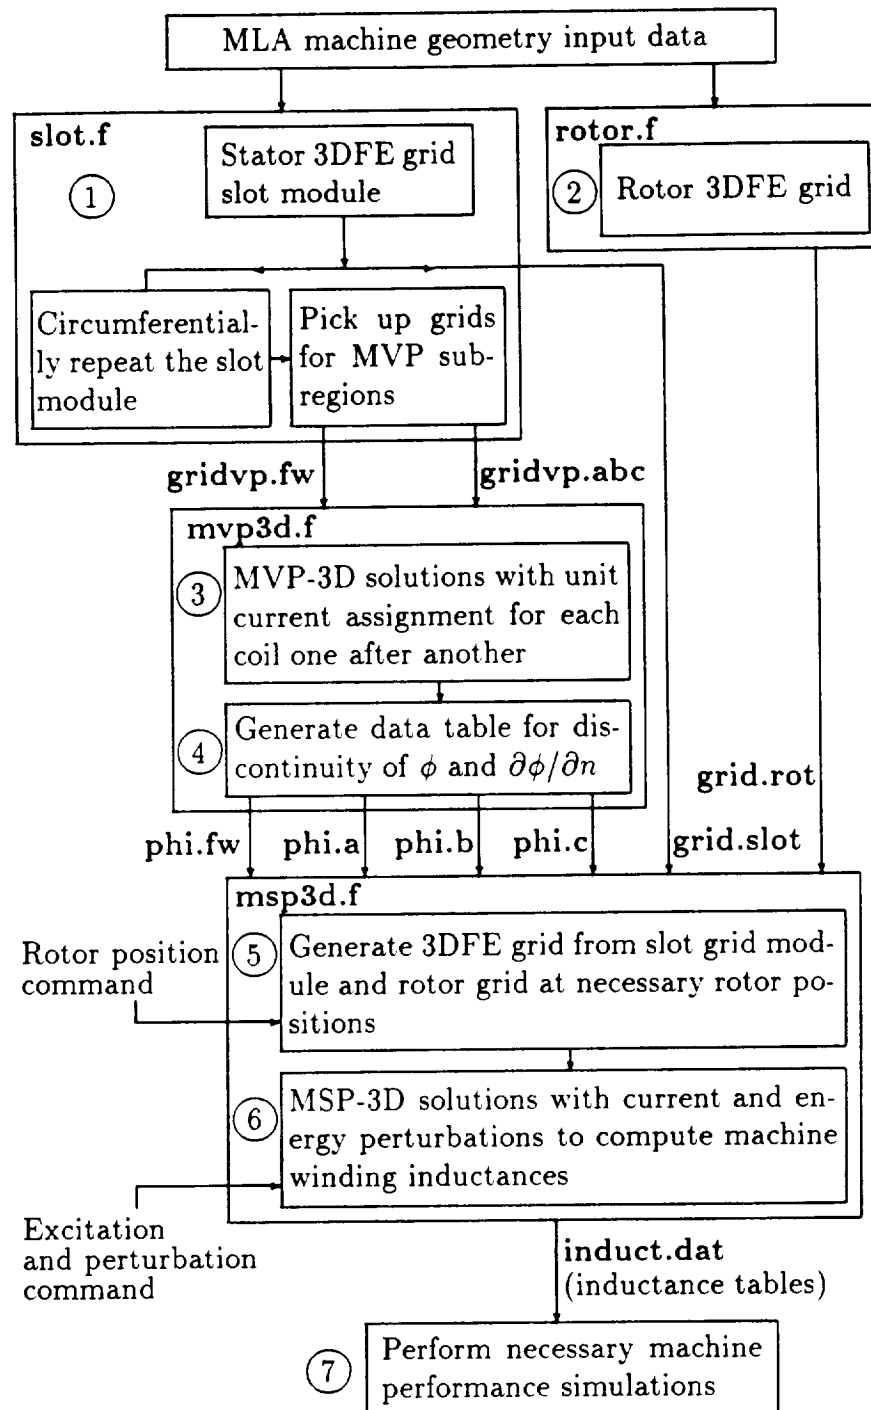 MLA machine geometry input data
slot.f
1
Stator 3DFE grid
slot module
rotor.f
2
Rotor 3DFE grid
Circumferential-
ly repeat the slot
module
Pick up grids
for MVP sub-
regions
gridvp.fw
gridvp.abc
mvp3d.f
3
MVP-3D solutions with unit
current assignment for each
coil one after another
4
Generate data table for dis-
continuity of ϕ and ∂ϕ/∂n
grid.rot
phi.fw phi.a phi.b phi.c grid.slot
msp3d.f
Rotor position
command
5
Generate 3DFE grid from slot grid mod-
ule and rotor grid at necessary rotor po-
sitions
6
MSP-3D solutions with current and en-
ergy perturbations to compute machine
winding inductances
Excitation
and perturbation
command
induct.dat
(inductance tables)
7
Perform necessary machine
performance simulations